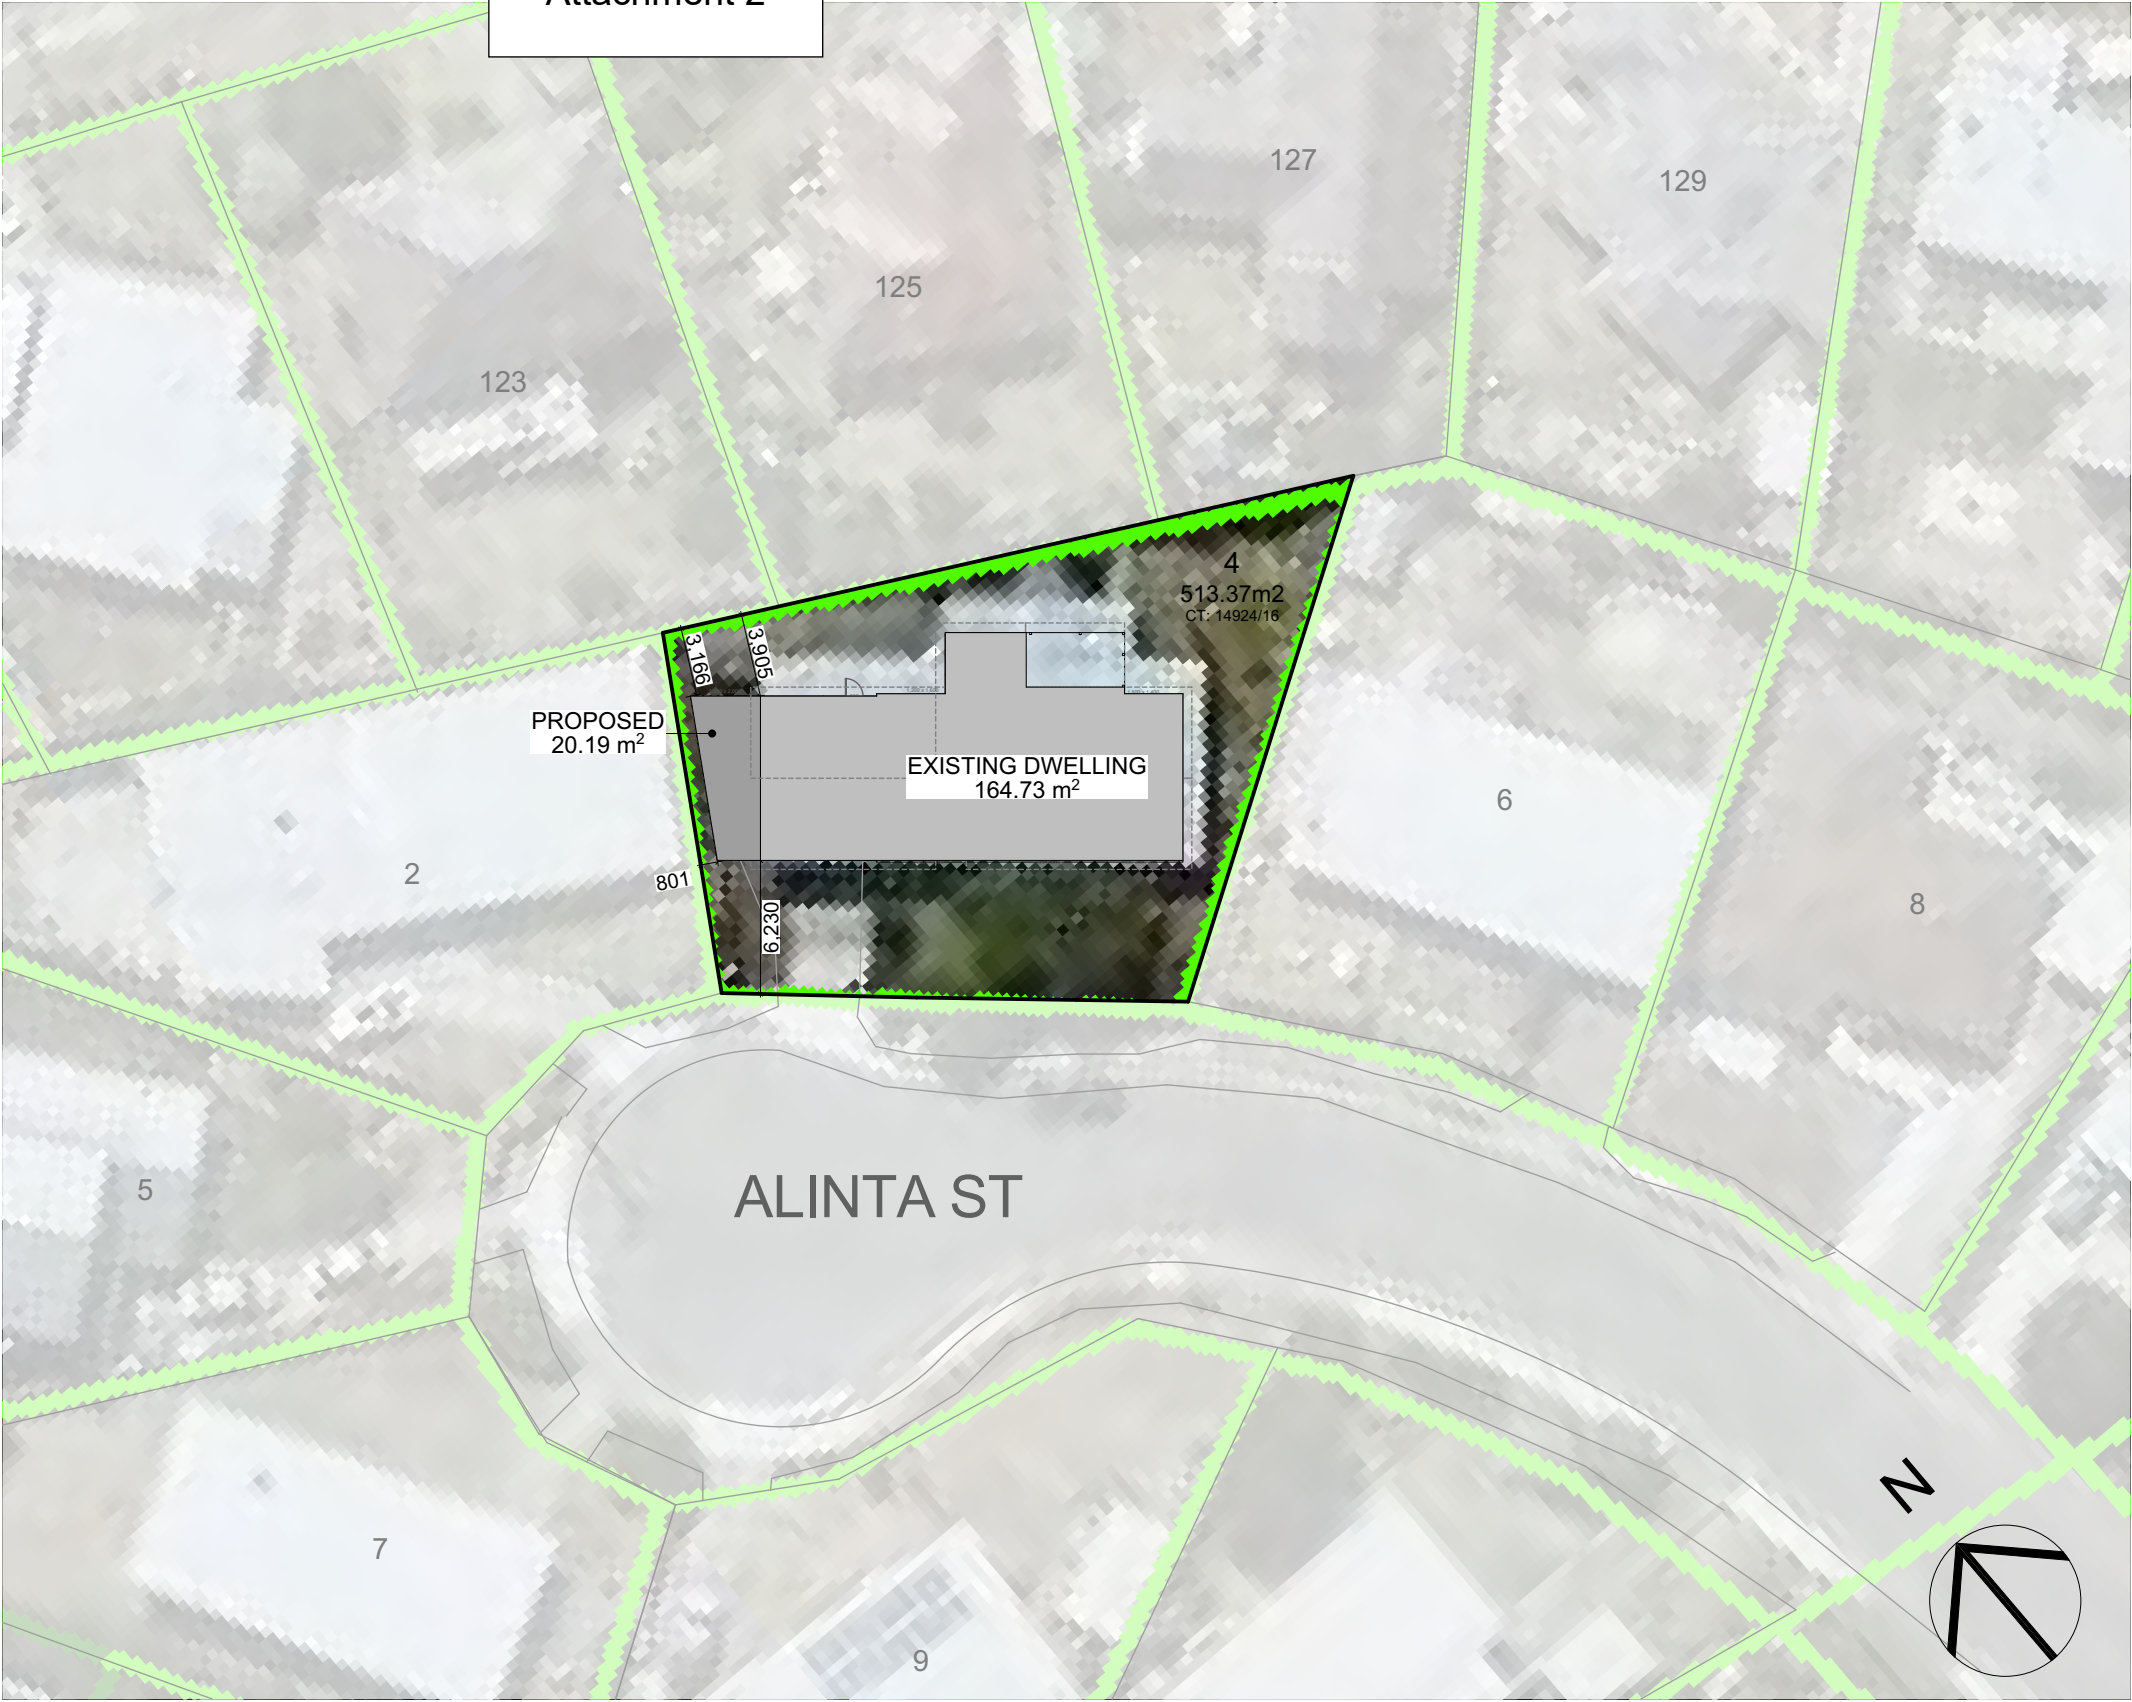 127
129
125
123
4
513.37m2
CT: 14924/16
3,166
3,905
PROPOSED
20.19 m²
EXISTING DWELLING
164.73 m²
6
2
801
8
6,230
5
ALINTA ST
N
7
9